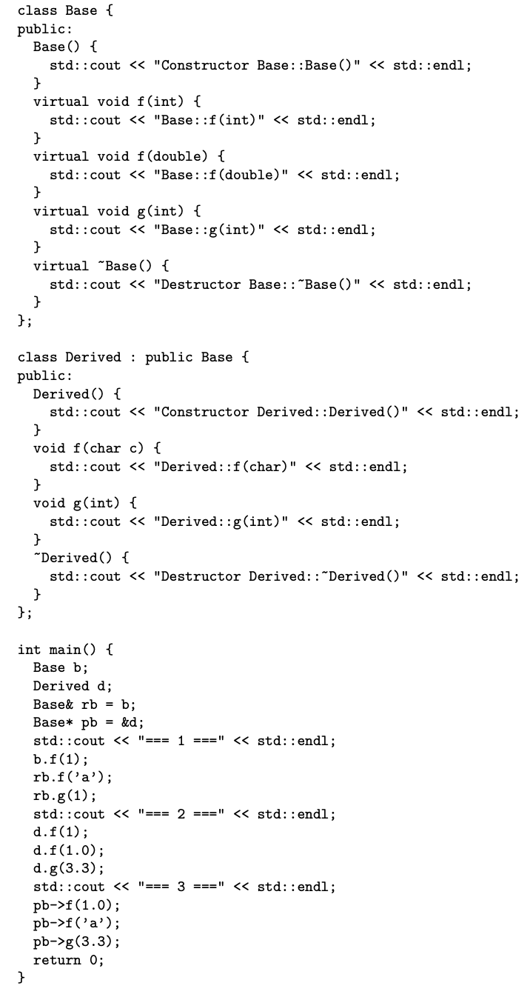 class Base {
public:
  Base() {
    std::cout << "Constructor Base::Base()" << std::endl;
  }
  virtual void f(int) {
    std::cout << "Base::f(int)" << std::endl;
  }
  virtual void f(double) {
    std::cout << "Base::f(double)" << std::endl;
  }
  virtual void g(int) {
    std::cout << "Base::g(int)" << std::endl;
  }
  virtual ~Base() {
    std::cout << "Destructor Base::~Base()" << std::endl;
  }
};

class Derived : public Base {
public:
  Derived() {
    std::cout << "Constructor Derived::Derived()" << std::endl;
  }
  void f(char c) {
    std::cout << "Derived::f(char)" << std::endl;
  }
  void g(int) {
    std::cout << "Derived::g(int)" << std::endl;
  }
  ~Derived() {
    std::cout << "Destructor Derived::~Derived()" << std::endl;
  }
};

int main() {
  Base b;
  Derived d;
  Base& rb = b;
  Base* pb = &d;
  std::cout << "=== 1 ===" << std::endl;
  b.f(1);
  rb.f(’a’);
  rb.g(1);
  std::cout << "=== 2 ===" << std::endl;
  d.f(1);
  d.f(1.0);
  d.g(3.3);
  std::cout << "=== 3 ===" << std::endl;
  pb->f(1.0);
  pb->f(’a’);
  pb->g(3.3);
  return 0;
}